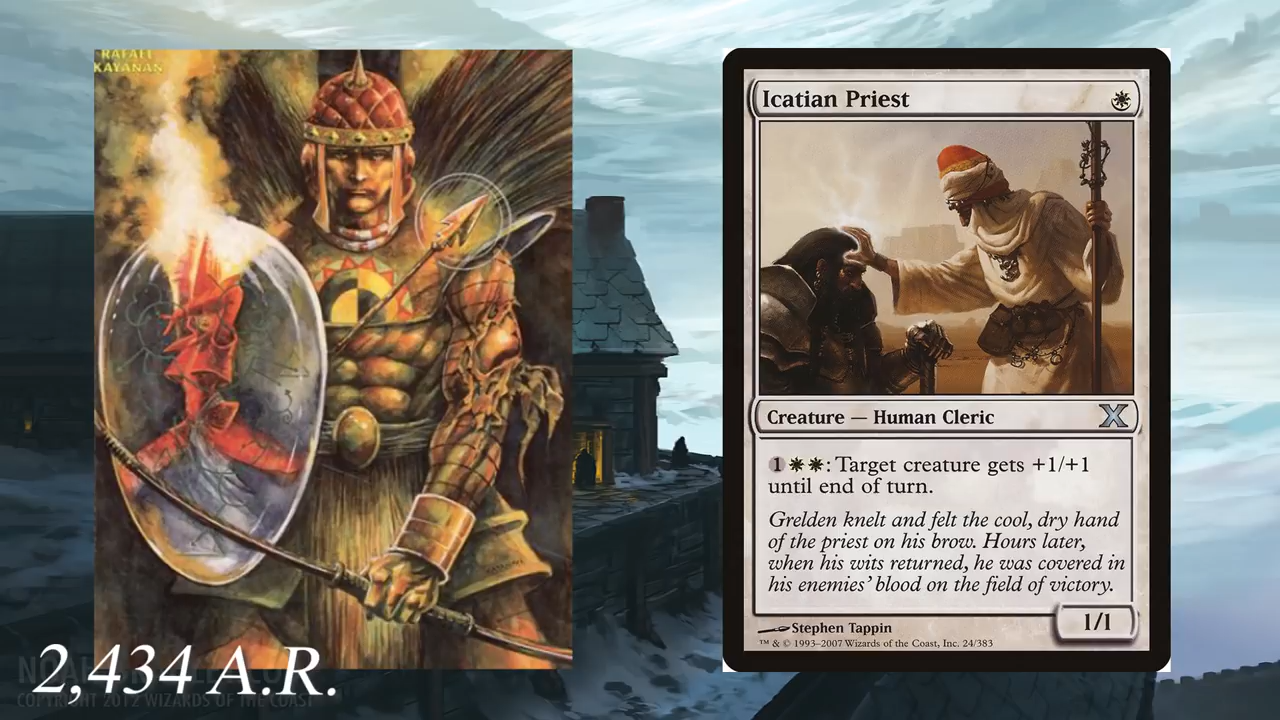 RAFAEL
KAYANAN
2,434 A.R.
COPYRIGHT 2012 WIZARDS OF THE COAST
Icatian Priest
Creature — Human Cleric
1 : Target creature gets +1/+1
until end of turn.
Grelden knelt and felt the cool, dry hand
of the priest on his brow. Hours later,
when his wits returned, he was covered in
his enemies’ blood on the field of victory.
1/1
Stephen Tappin
™ & © 1993–2007 Wizards of the Coast, Inc. 24/383